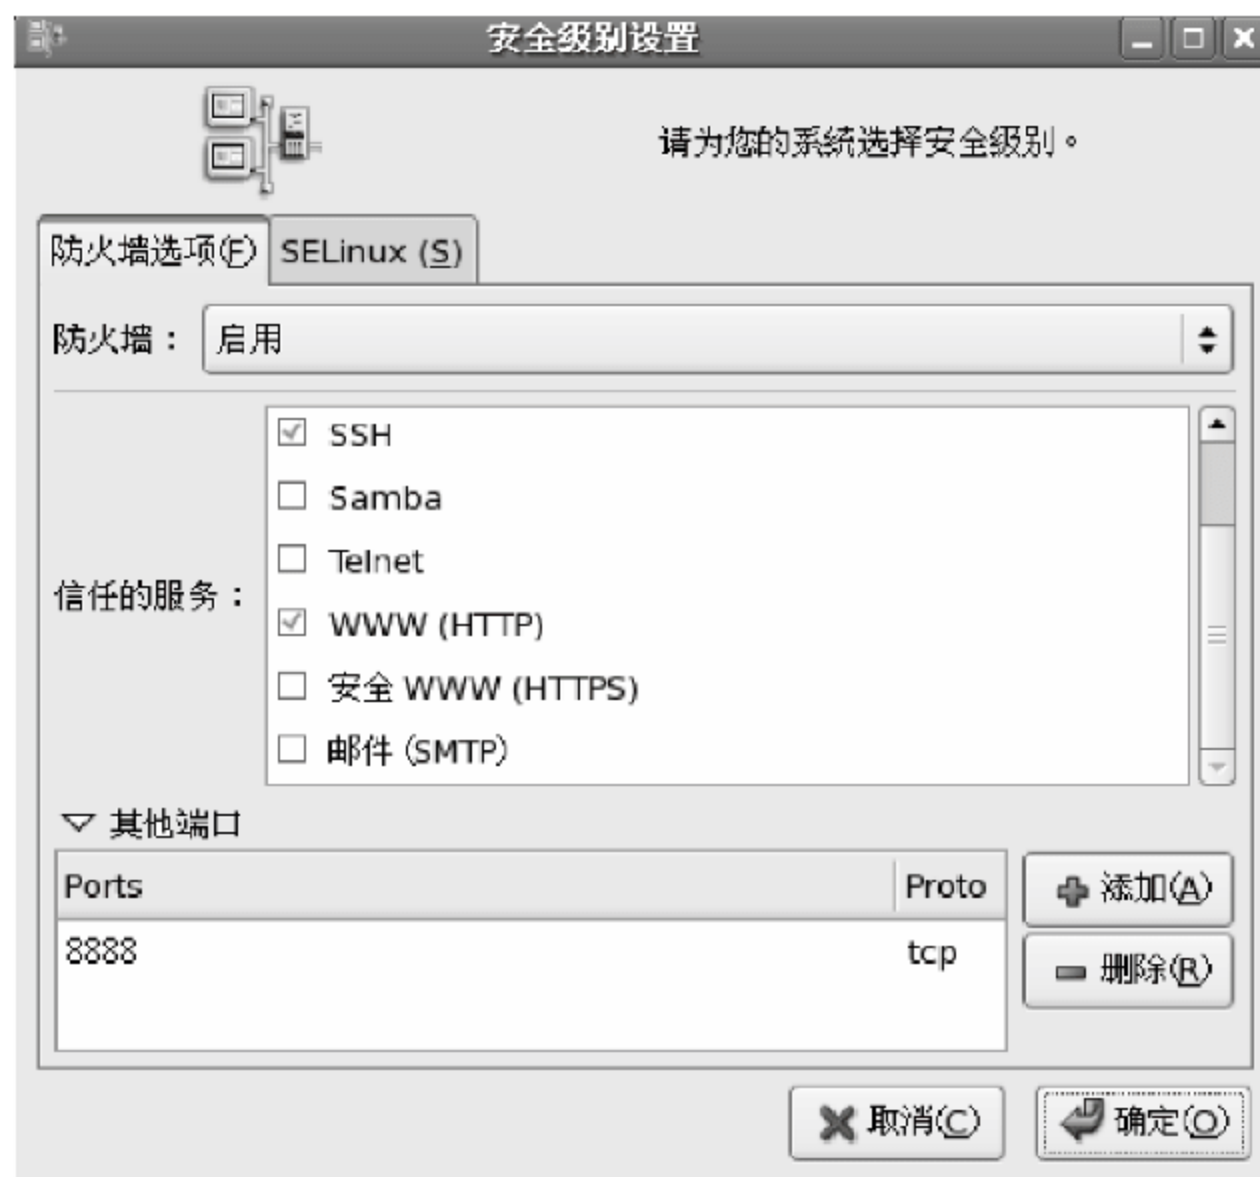 安全级别设置
请为您的系统选择安全级别。
防火墙选项(F) SELinux (S)
防火墙： 启用
信任的服务：
SSH
Samba
Telnet
WWW (HTTP)
安全 WWW (HTTPS)
邮件 (SMTP)
其他端口
Ports Proto
8888 tcp
添加(A)
删除(R)
取消(C) 确定(O)